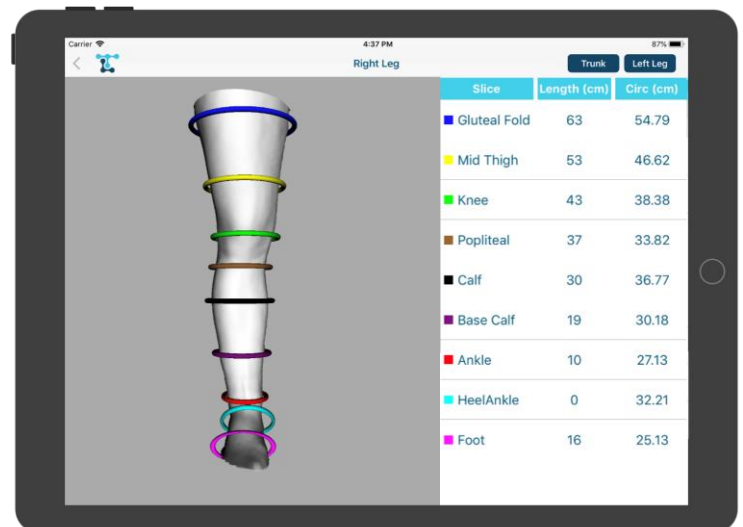 Carrier 4:37 PM 87%
Right Leg Trunk Left Leg
Slice Length (cm) Circ (cm)
Gluteal Fold 63 54.79
Mid Thigh 53 46.62
Knee 43 38.38
Popliteal 37 33.82
Calf 30 36.77
Base Calf 19 30.18
Ankle 10 27.13
HeelAnkle 0 32.21
Foot 16 25.13